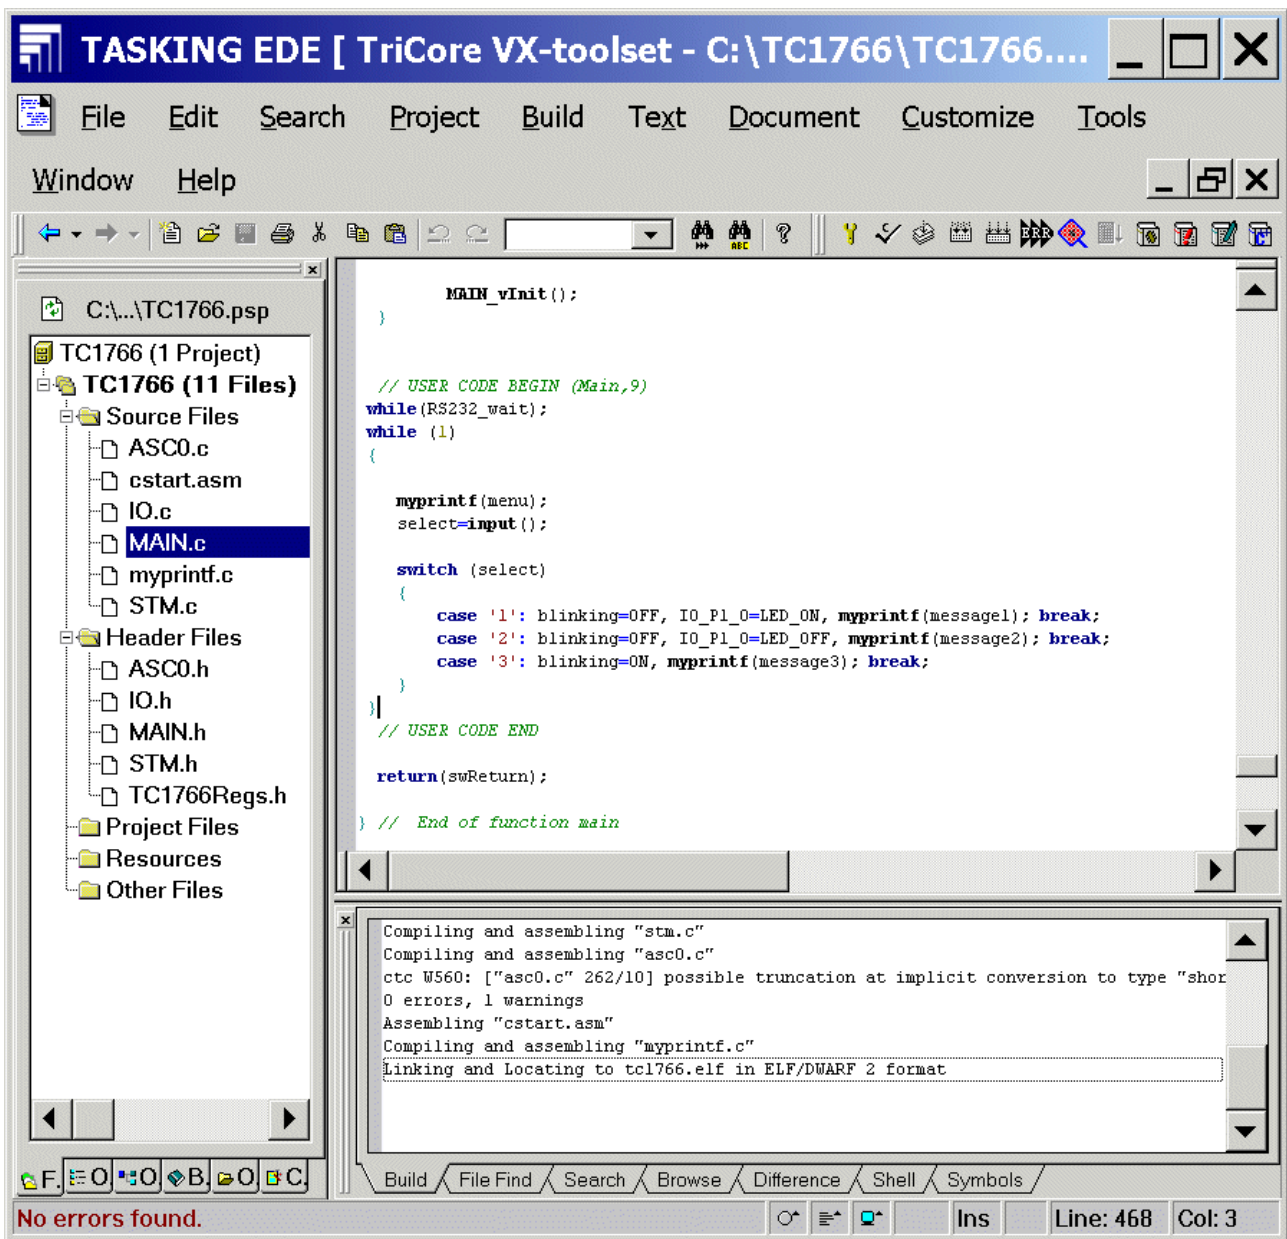 TASKING EDE [ TriCore VX-toolset - C:\TC1766\TC1766....
File Edit Search Project Build Text Document Customize Tools
Window Help
ABC
ERR
C:\...\TC1766.psp
TC1766 (1 Project)
TC1766 (11 Files)
Source Files
ASC0.c
cstart.asm
IO.c
MAIN.c
myprintf.c
STM.c
Header Files
ASC0.h
IO.h
MAIN.h
STM.h
TC1766Regs.h
Project Files
Resources
Other Files
F. O O B. O C.
MAIN_vInit();
}
// USER CODE BEGIN (Main,9)
while(RS232_wait);
while (1)
{
myprintf(menu);
select=input();
switch (select)
{
case '1': blinking=OFF, IO_P1_0=LED_ON, myprintf(message1); break;
case '2': blinking=OFF, IO_P1_0=LED_OFF, myprintf(message2); break;
case '3': blinking=ON, myprintf(message3); break;
}
}
// USER CODE END
return(swReturn);
} //  End of function main
Compiling and assembling "stm.c"
Compiling and assembling "asc0.c"
ctc W560: ["asc0.c" 262/10] possible truncation at implicit conversion to type "shor
0 errors, 1 warnings
Assembling "cstart.asm"
Compiling and assembling "myprintf.c"
Linking and Locating to tc1766.elf in ELF/DWARF 2 format
Build File Find Search Browse Difference Shell Symbols
No errors found. Ins Line: 468 Col: 3